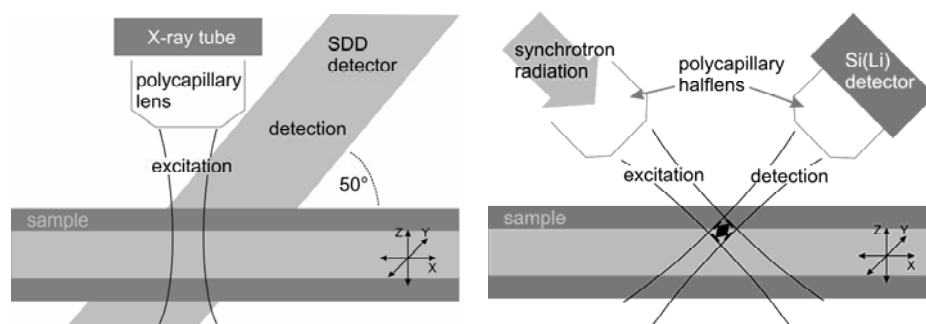 X-ray tube
polycapillary
lens
SDD
detector
detection
excitation
50°
sample
Z
Y
X
synchrotron
radiation
polycapillary
halflens
Si(Li)
detector
excitation
detection
sample
Z
Y
X